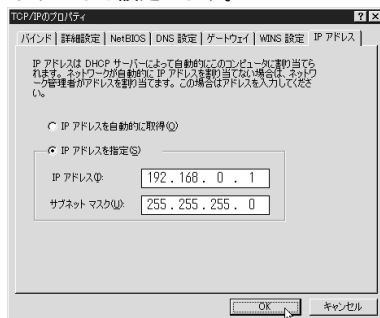 TCP/IPのプロパティ
バインド 詳細設定 NetBIOS DNS 設定 ゲートウェイ WINS 設定 IP アドレス
IP アドレスは DHCP サーバーによって自動的にこのコンピュータに割り当てら
れます。ネットワークが自動的に IP アドレスを割り当てない場合は、ネットワ
ーク管理者がアドレスを割り当てます。この場合はアドレスを入力してくださ
い。
IP アドレスを自動的に取得(O)
IP アドレスを指定(S)
IP アドレス(I): 192.168.0.1
サブネット マスク(U): 255.255.255.0
OK キャンセル